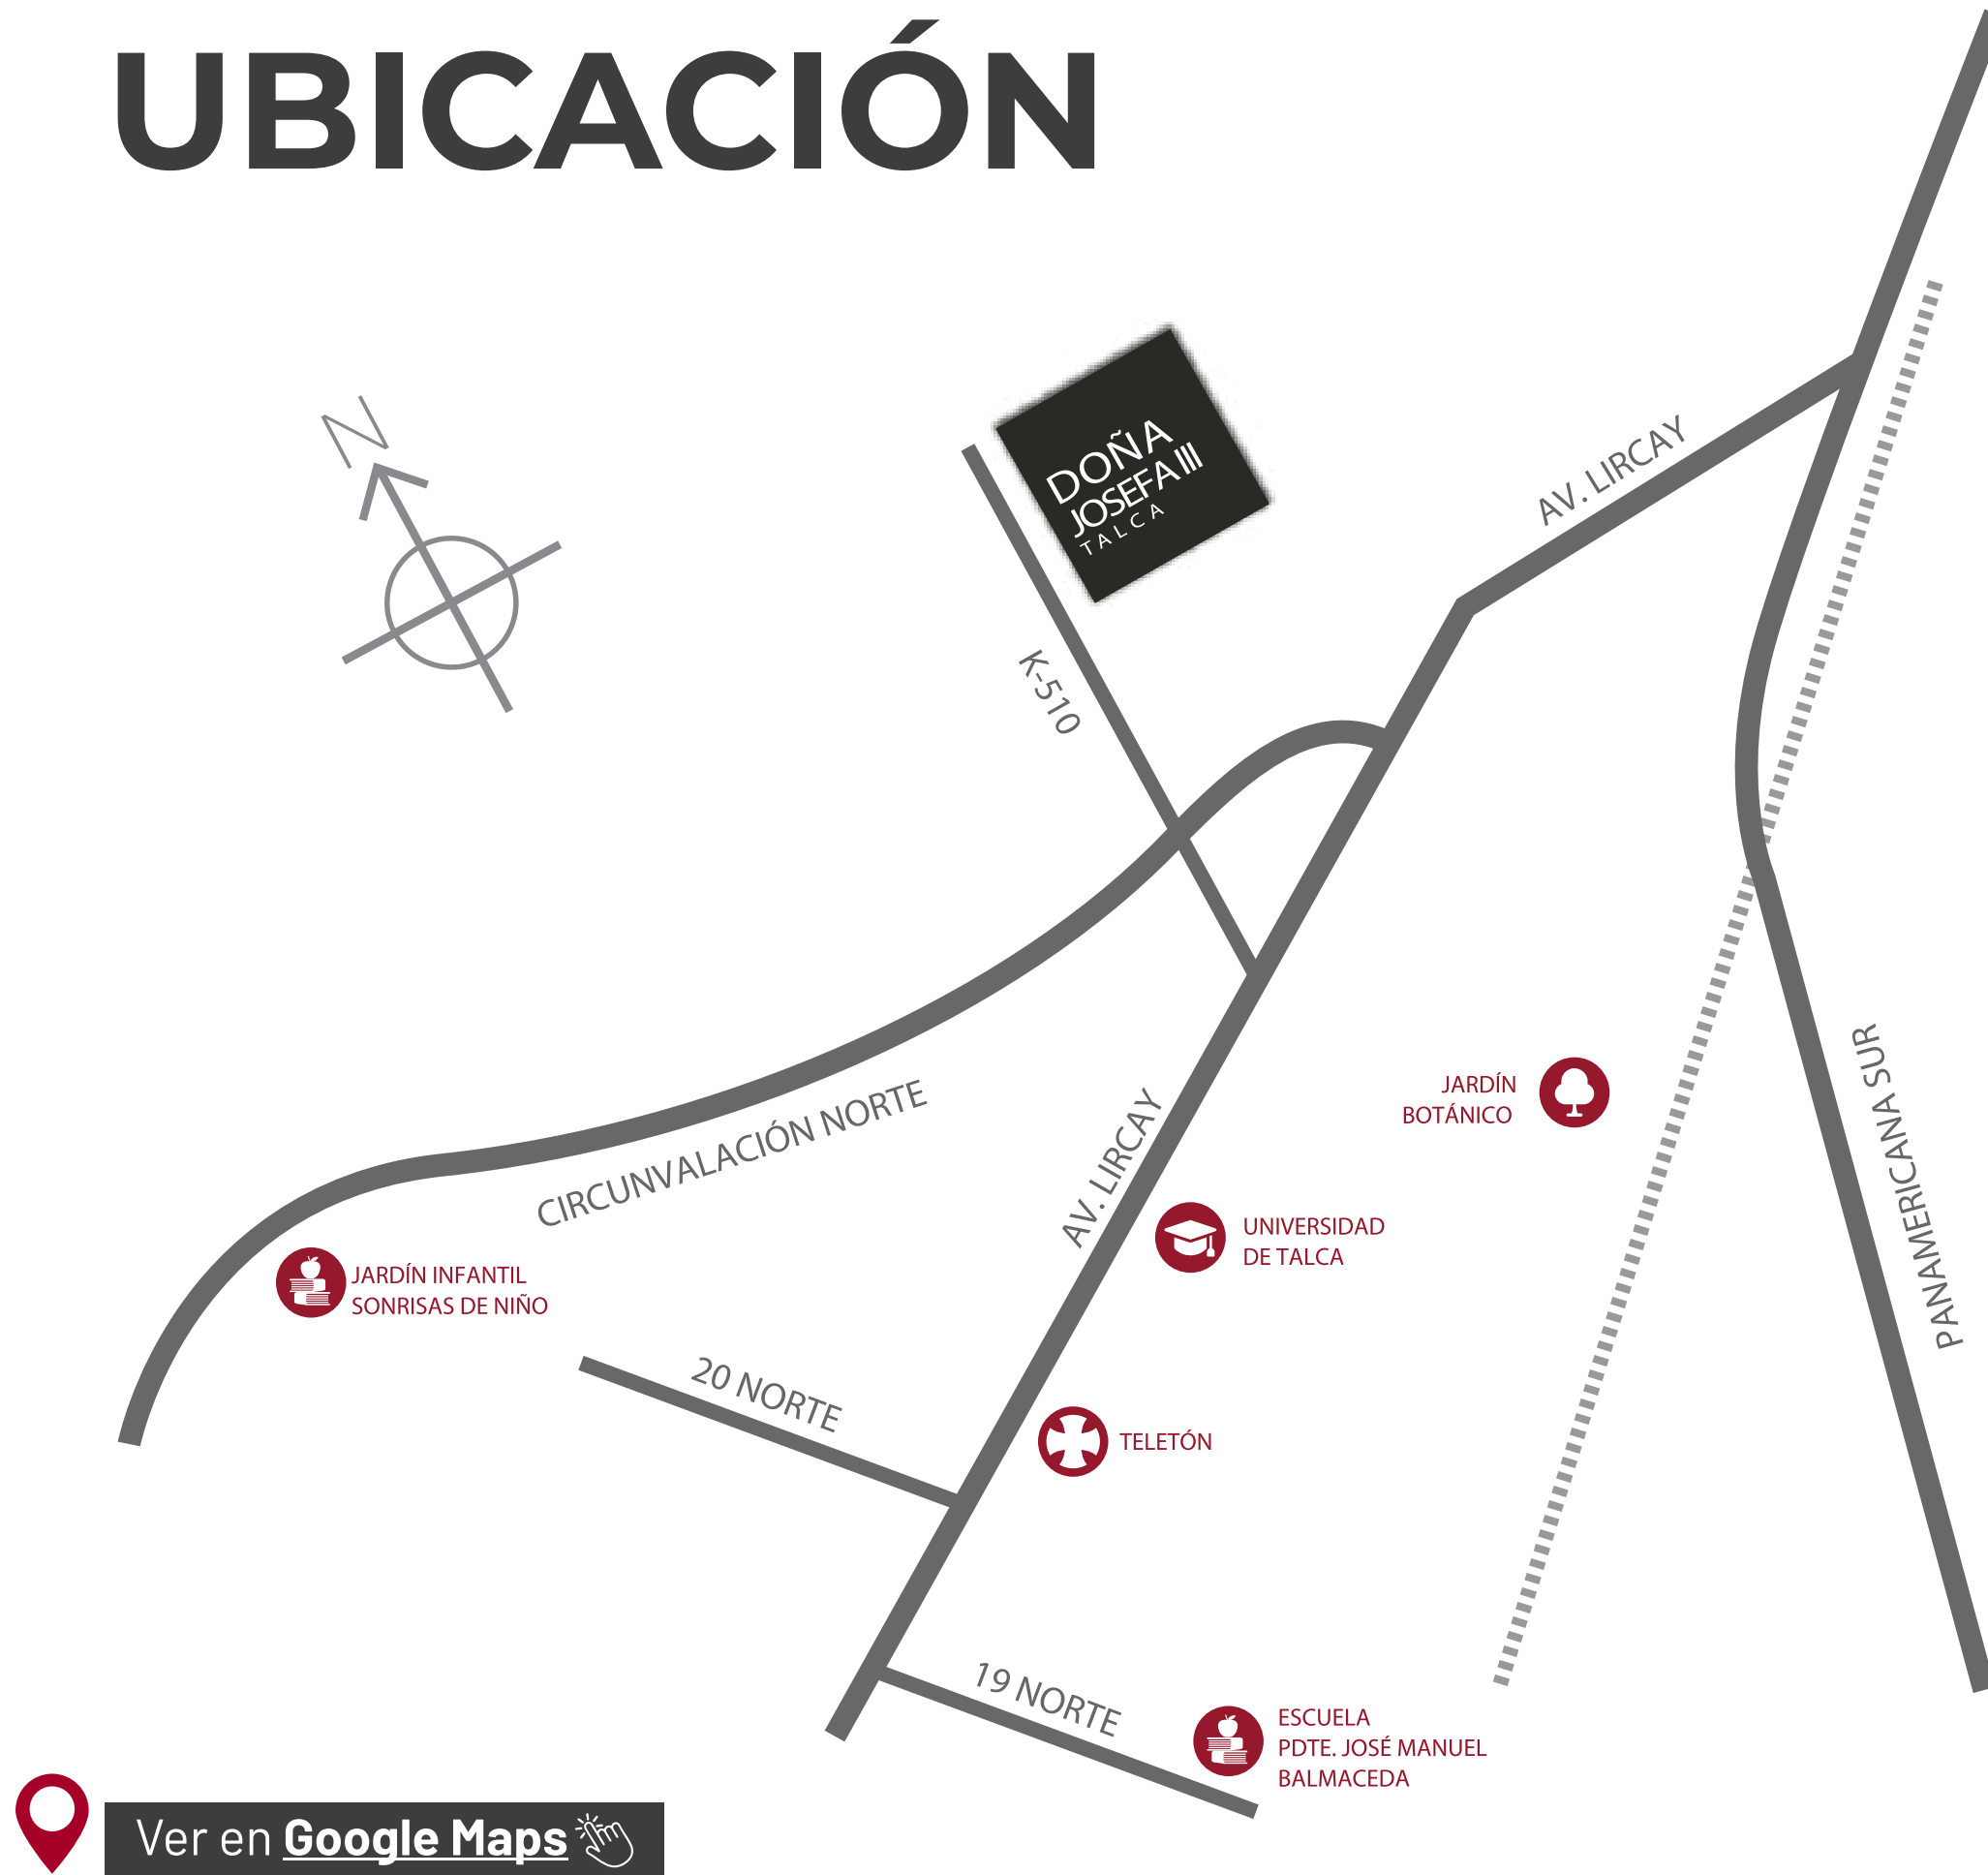 UBICACIÓN
N
DOÑA
JOSEFA III
TALCA
AV. LIRCAY
K-510
CIRCUNVALACIÓN NORTE
AV. LIRCAY
JARDÍN
BOTÁNICO
PANAMERICANA SUR
UNIVERSIDAD
DE TALCA
JARDÍN INFANTIL
SONRISAS DE NIÑO
20 NORTE
TELETÓN
19 NORTE
ESCUELA
PDTE. JOSÉ MANUEL
BALMACEDA
Ver en Google Maps